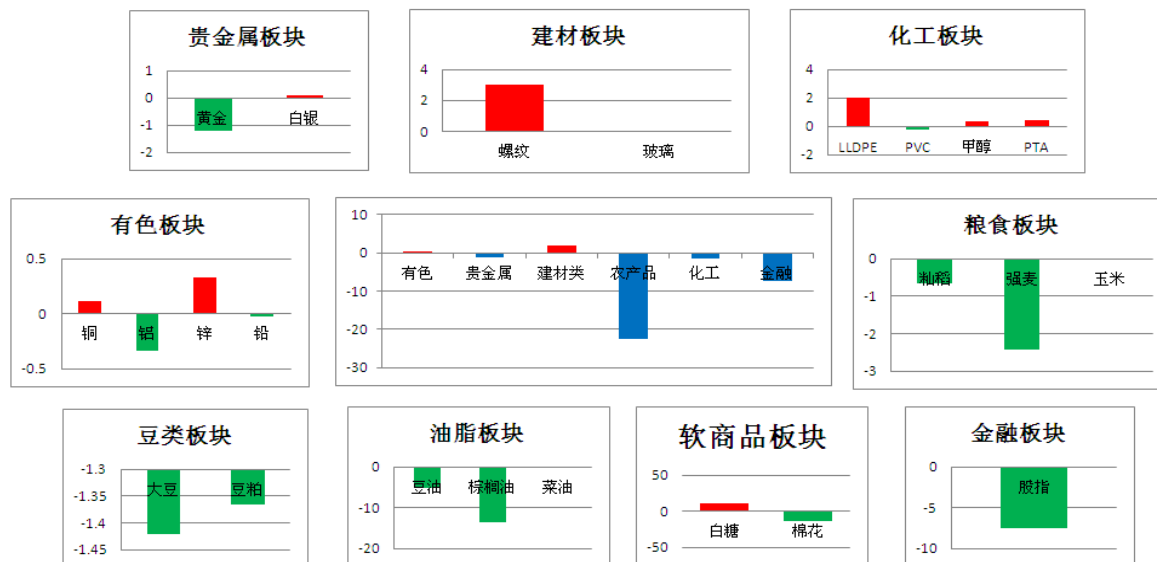 贵金属板块
1
0
-1
-2
黄金 白银
建材板块
4
2
0
螺纹 玻璃
化工板块
4
2
0
-2
LLDPE PVC 甲醇 PTA
有色板块
0.5
0
-0.5
铜 铝 锌 铅
10
0
-10
-20
-30
有色 贵金属 建材类 农产品 化工 金融
粮食板块
0
-1
-2
-3
籼稻 强麦 玉米
豆类板块
-1.3
-1.35
-1.4
-1.45
大豆 豆粕
油脂板块
0
-10
-20
豆油 棕榈油 菜油
软商品板块
50
0
-50
白糖 棉花
金融板块
0
-5
-10
股指